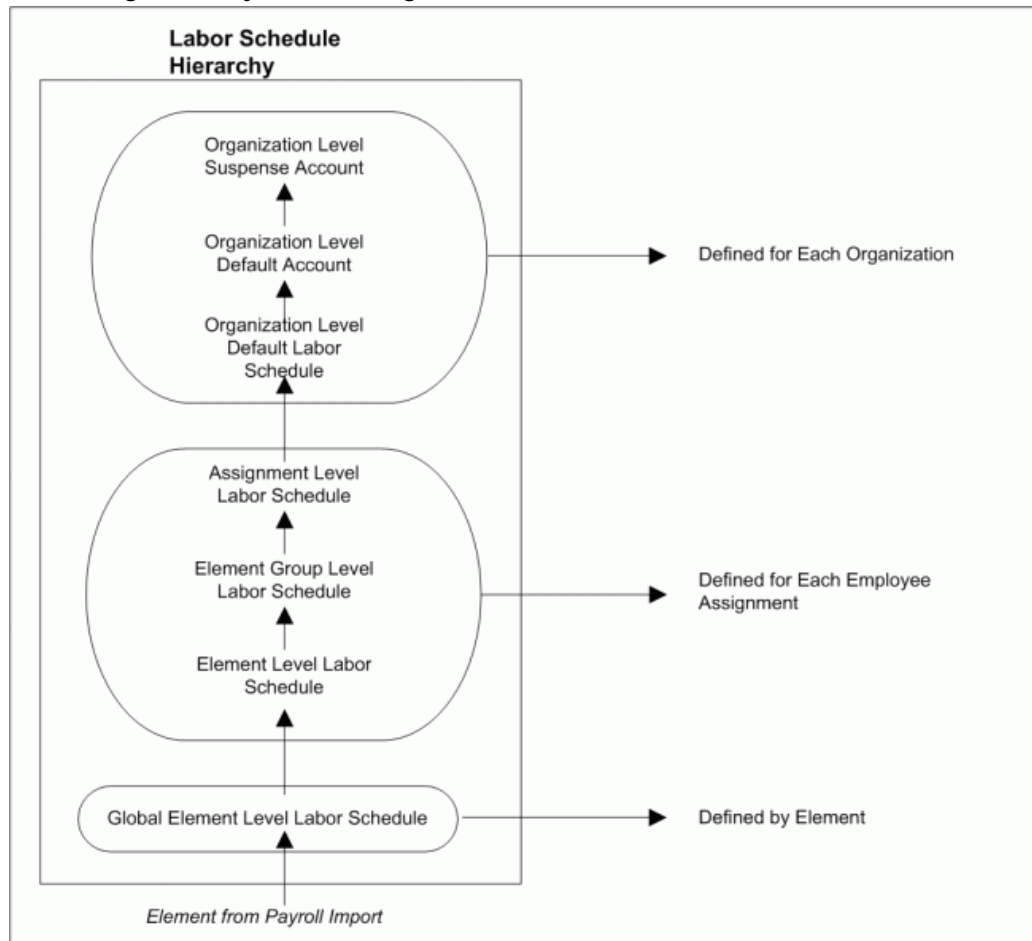 Labor Schedule
Hierarchy
Organization Level
Suspense Account
Organization Level
Default Account
Defined for Each Organization
Organization Level
Default Labor
Schedule
Assignment Level
Labor Schedule
Element Group Level
Labor Schedule
Defined for Each Employee
Assignment
Element Level Labor
Schedule
Global Element Level Labor Schedule
Defined by Element
Element from Payroll Import